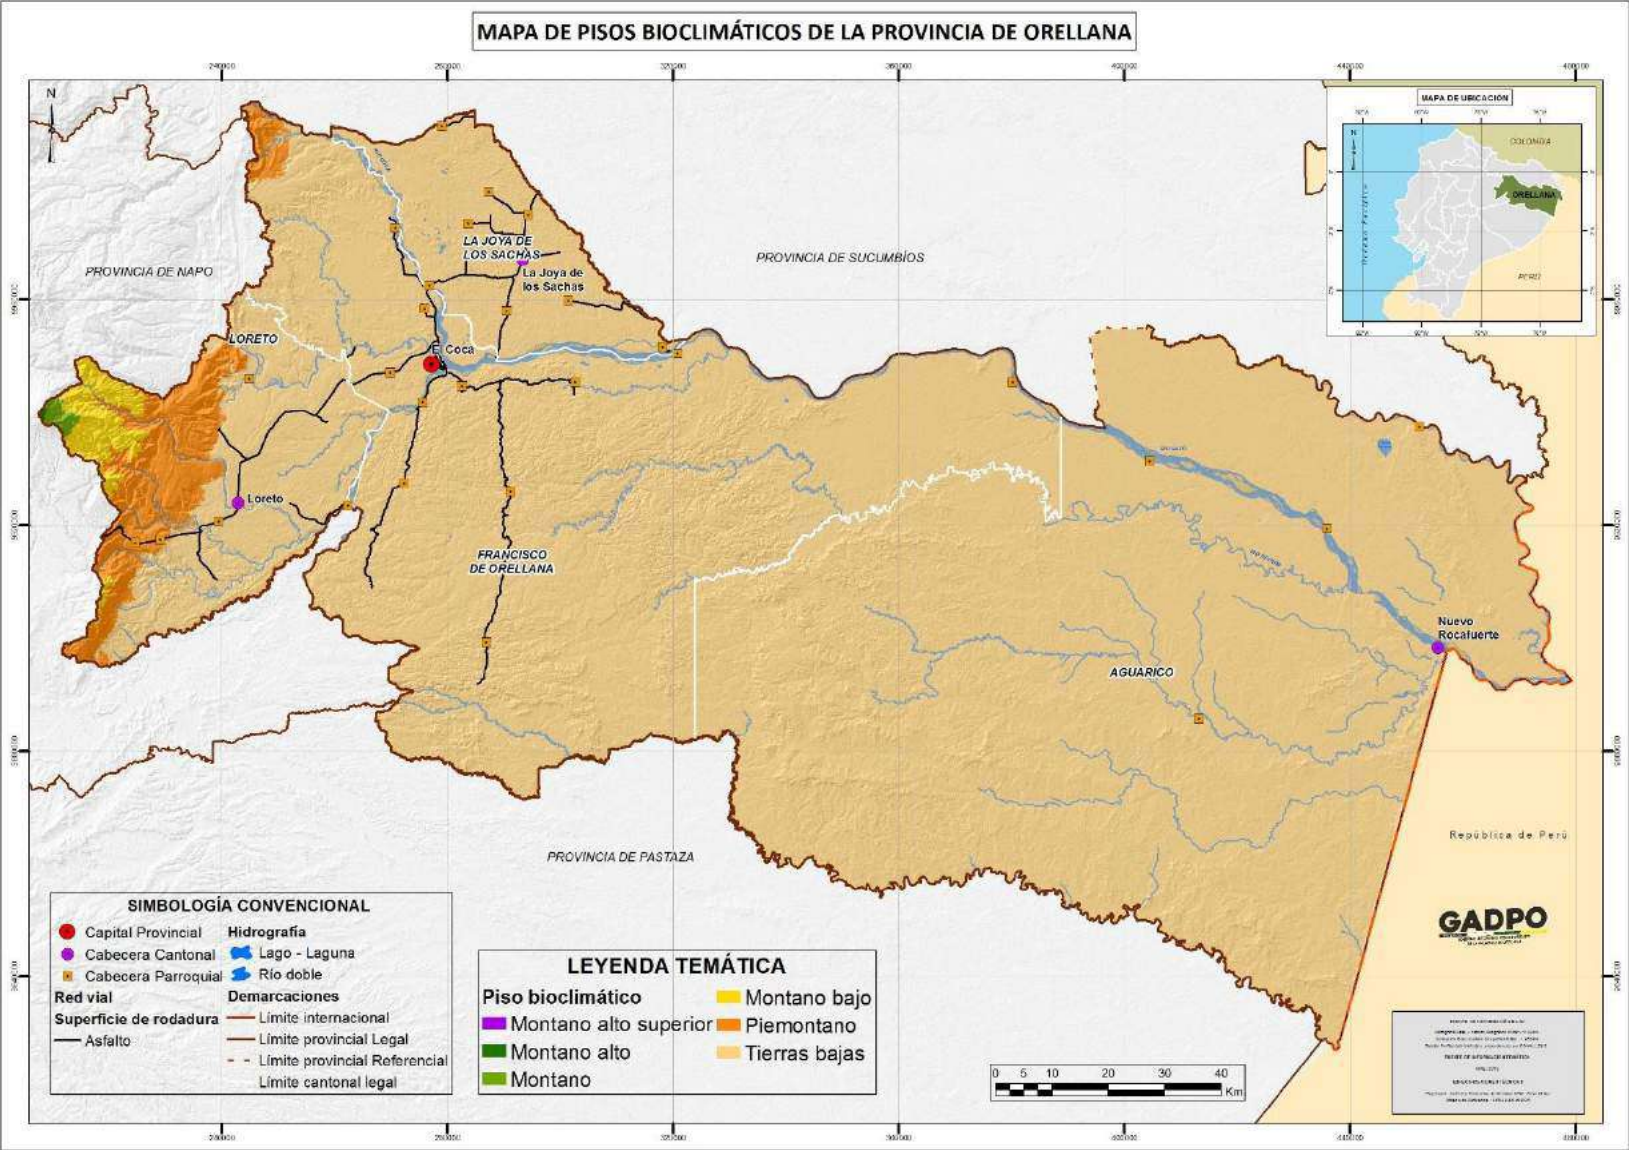 MAPA DE PISOS BIOCLIMÁTICOS DE LA PROVINCIA DE ORELLANA
240000
320000
N
MAPA DE UBICACIÓN
N
COLOMBIA
ORELLANA
PERÚ
PROVINCIA DE NAPO
LA JOYA DE
LOS SACHAS
La Joya de
los Sachas
PROVINCIA DE SUCUMBÍOS
LORETO
El Coca
Loreto
FRANCISCO
DE ORELLANA
AGUARICO
Nuevo
Rocafuerte
República de Perú
PROVINCIA DE PASTAZA
GADPO
SIMBOLOGÍA CONVENCIONAL
Capital Provincial
Cabecera Cantonal
Cabecera Parroquial
Red vial
Superficie de rodadura
Asfalto
Hidrografía
Lago - Laguna
Río doble
Demarcaciones
Límite internacional
Límite provincial Legal
Límite provincial Referencial
Límite cantonal legal
LEYENDA TEMÁTICA
Piso bioclimático
Montano alto superior
Montano alto
Montano
Montano bajo
Piemontano
Tierras bajas
0 5 10 20 30 40
Km